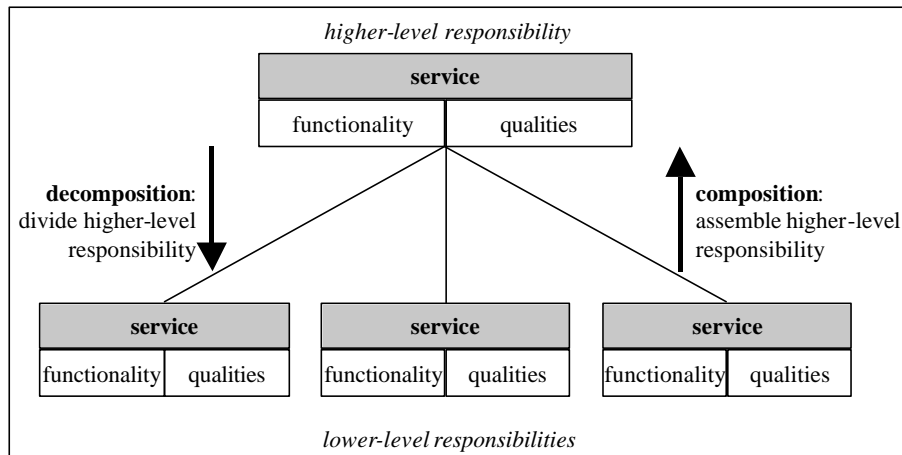 higher-level responsibility
service
functionality qualities
decomposition:
divide higher-level
responsibility
composition:
assemble higher-level
responsibility
service service service
functionality qualities functionality qualities functionality qualities
lower-level responsibilities